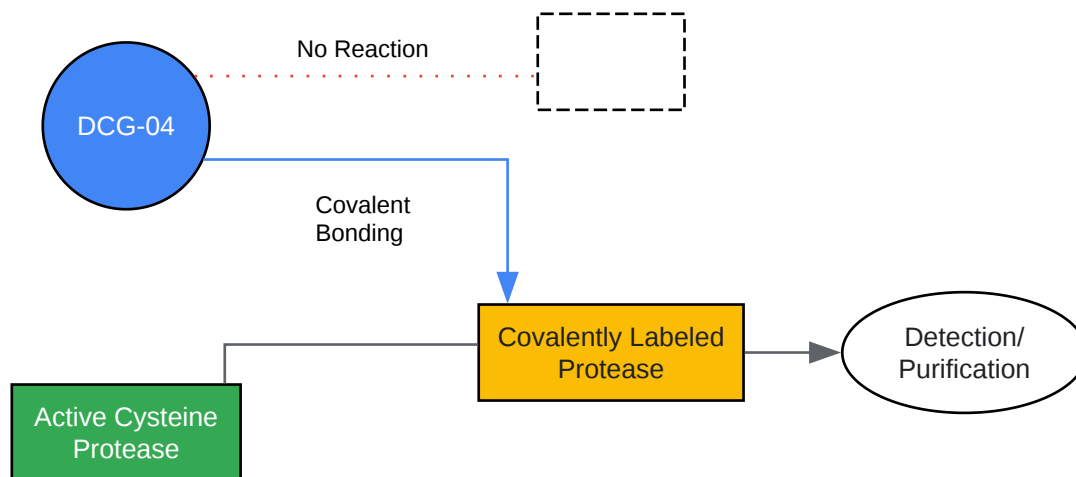 No Reaction
DCG-04
Covalent
Bonding
Covalently Labeled
Protease
Detection/
Purification
Active Cysteine
Protease